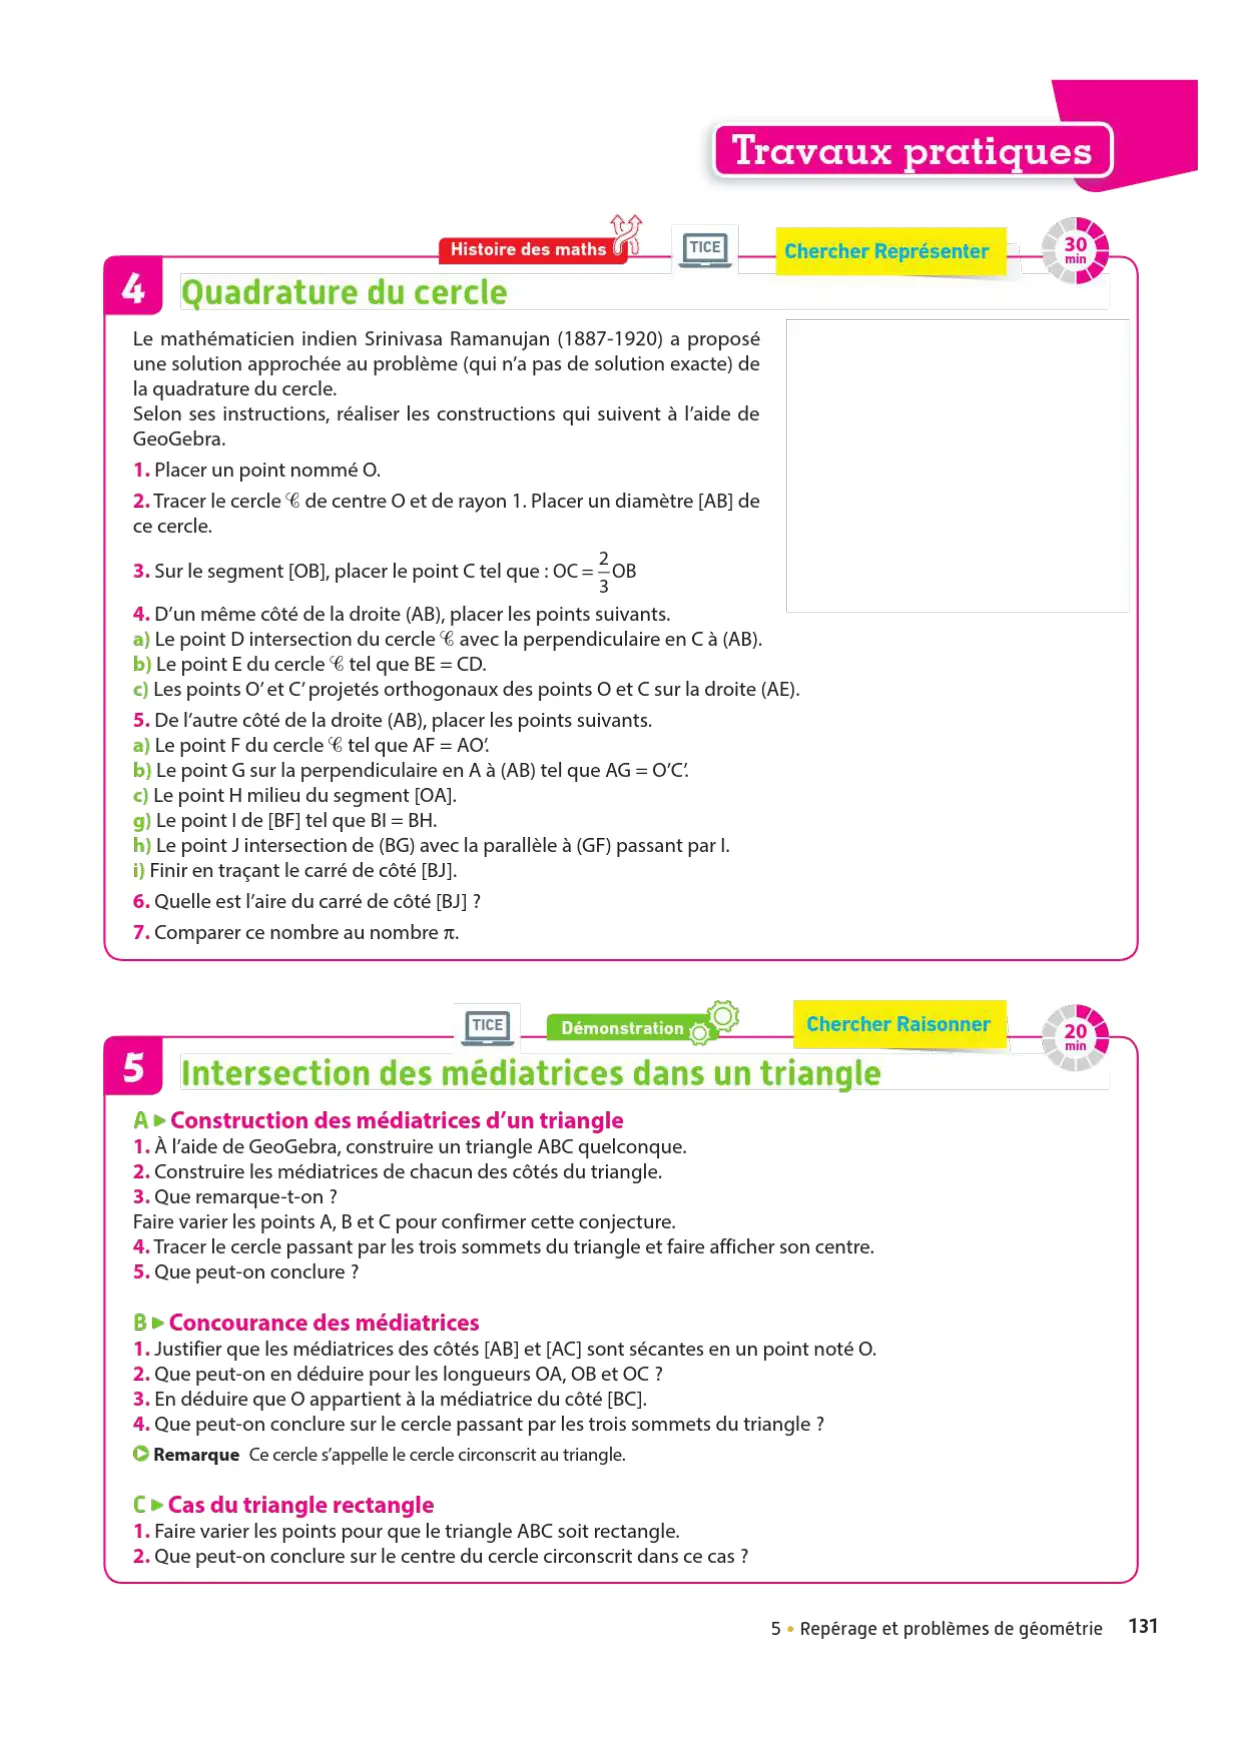 Travaux pratiques
Histoire des maths
TICE
Chercher Représenter
30
min
4
Quadrature du cercle
Le mathématicien indien Srinivasa Ramanujan (1887-1920) a proposé
une solution approchée au problème (qui n'a pas de solution exacte) de
la quadrature du cercle.
Selon ses instructions, réaliser les constructions qui suivent à l'aide de
GeoGebra.
1. Placer un point nommé O.
2. Tracer le cercle 𝒞 de centre O et de rayon 1. Placer un diamètre [AB] de
ce cercle.
3. Sur le segment [OB], placer le point C tel que : OC = 2/3 OB
4. D'un même côté de la droite (AB), placer les points suivants.
a) Le point D intersection du cercle 𝒞 avec la perpendiculaire en C à (AB).
b) Le point E du cercle 𝒞 tel que BE = CD.
c) Les points O' et C' projetés orthogonaux des points O et C sur la droite (AE).
5. De l'autre côté de la droite (AB), placer les points suivants.
a) Le point F du cercle 𝒞 tel que AF = AO'.
b) Le point G sur la perpendiculaire en A à (AB) tel que AG = O'C'.
c) Le point H milieu du segment [OA].
g) Le point I de [BF] tel que BI = BH.
h) Le point J intersection de (BG) avec la parallèle à (GF) passant par I.
i) Finir en traçant le carré de côté [BJ].
6. Quelle est l'aire du carré de côté [BJ] ?
7. Comparer ce nombre au nombre π.
TICE
Démonstration
Chercher Raisonner
20
min
5
Intersection des médiatrices dans un triangle
A ▸ Construction des médiatrices d'un triangle
1. À l'aide de GeoGebra, construire un triangle ABC quelconque.
2. Construire les médiatrices de chacun des côtés du triangle.
3. Que remarque-t-on ?
Faire varier les points A, B et C pour confirmer cette conjecture.
4. Tracer le cercle passant par les trois sommets du triangle et faire afficher son centre.
5. Que peut-on conclure ?
B ▸ Concourance des médiatrices
1. Justifier que les médiatrices des côtés [AB] et [AC] sont sécantes en un point noté O.
2. Que peut-on en déduire pour les longueurs OA, OB et OC ?
3. En déduire que O appartient à la médiatrice du côté [BC].
4. Que peut-on conclure sur le cercle passant par les trois sommets du triangle ?
Remarque Ce cercle s'appelle le cercle circonscrit au triangle.
C ▸ Cas du triangle rectangle
1. Faire varier les points pour que le triangle ABC soit rectangle.
2. Que peut-on conclure sur le centre du cercle circonscrit dans ce cas ?
5 • Repérage et problèmes de géométrie 131